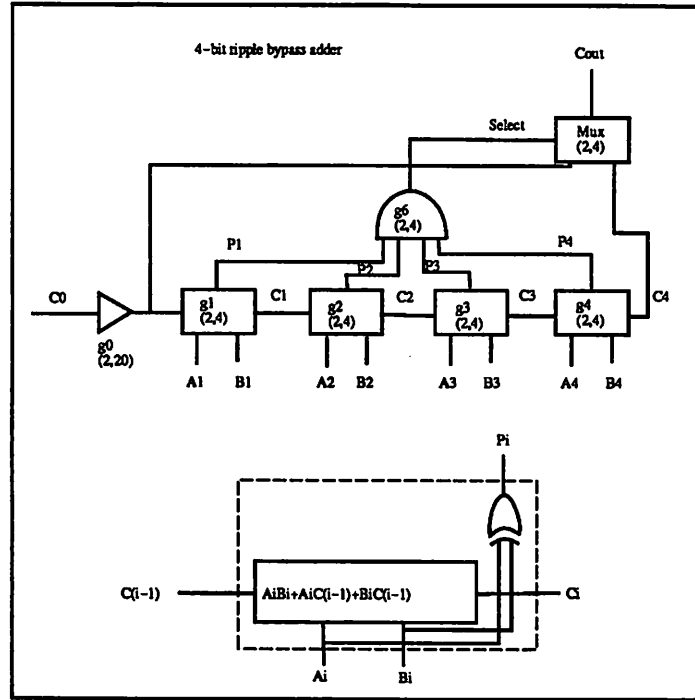 4-bit ripple bypass adder
Cout
Select
Mux
(2,4)
g6
(2,4)
P1
P2
P3
P4
C0
g1
(2,4)
C1
g2
(2,4)
C2
g3
(2,4)
C3
g4
(2,4)
C4
g0
(2,20)
A1
B1
A2
B2
A3
B3
A4
B4
Pi
C(i-1)
AiBi+AiC(i-1)+BiC(i-1)
Ci
Ai
Bi